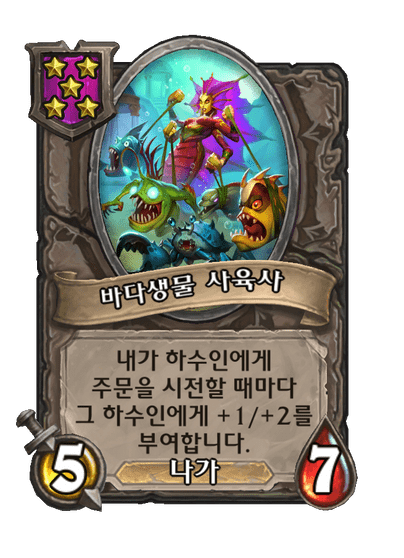 바다생물 사육사
내가 하수인에게
주문을 시전할 때마다
그 하수인에게 +1/+2를
부여합니다.
나가
5
7